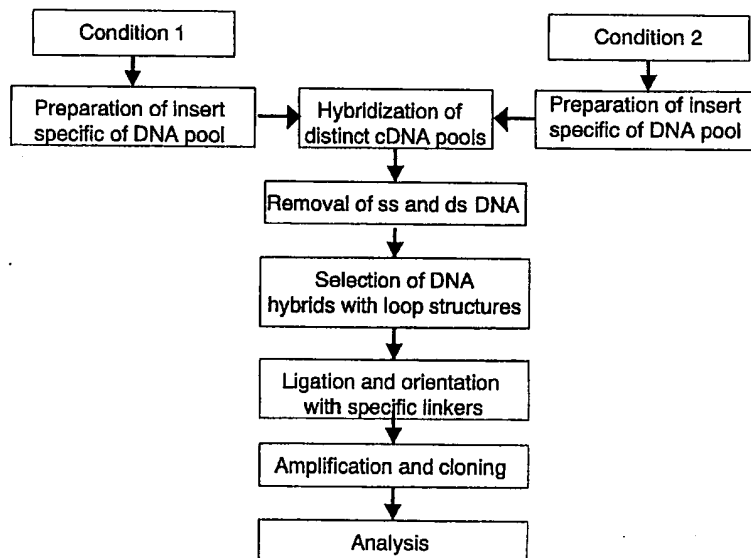 Condition 1
Condition 2
Preparation of insert
specific of DNA pool
Hybridization of
distinct cDNA pools
Preparation of insert
specific of DNA pool
Removal of ss and ds DNA
Selection of DNA
hybrids with loop structures
Ligation and orientation
with specific linkers
Amplification and cloning
Analysis